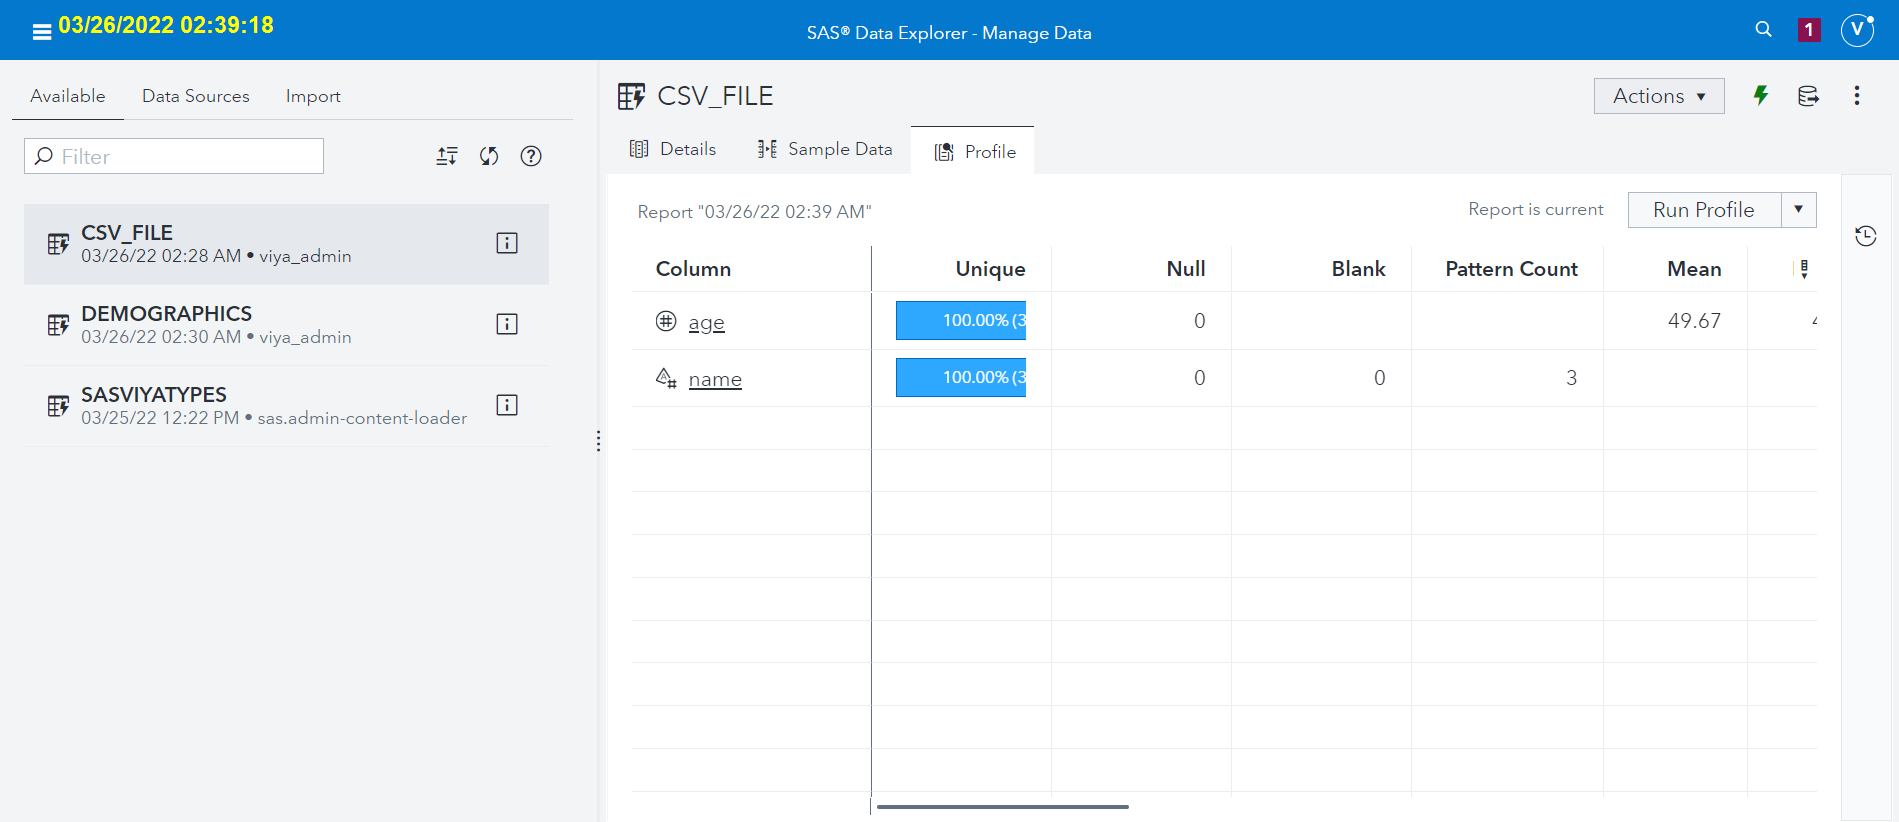 03/26/2022 02:39:18
SAS® Data Explorer - Manage Data
1
V
Available
Data Sources
Import
Filter
CSV_FILE
03/26/22 02:28 AM • viya_admin
DEMOGRAPHICS
03/26/22 02:30 AM • viya_admin
SASVIYATYPES
03/25/22 12:22 PM • sas.admin-content-loader
CSV_FILE
Actions
Details
Sample Data
Profile
Report "03/26/22 02:39 AM"
Report is current
Run Profile
Column Unique Null Blank Pattern Count Mean
age 100.00% (3 0 49.67
name 100.00% (3 0 0 3